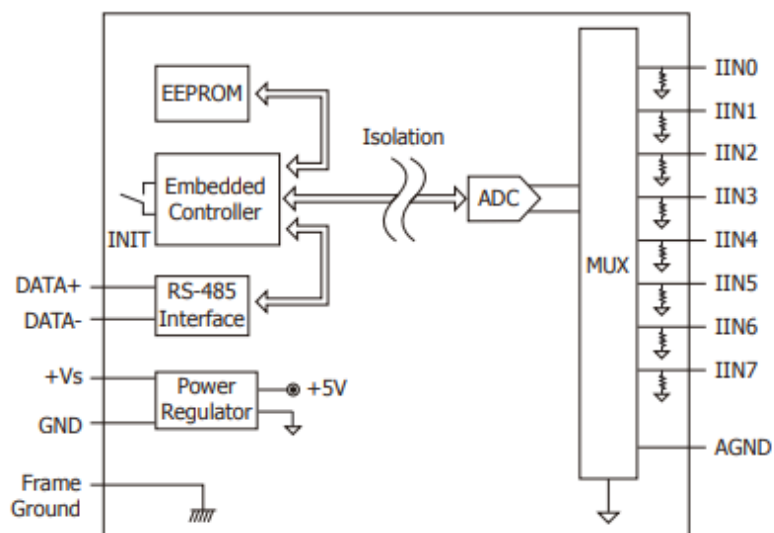 EEPROM
Isolation
Embedded
Controller
INIT
ADC
MUX
DATA+
DATA-
RS-485
Interface
+Vs
GND
Power
Regulator
+5V
Frame
Ground
IIN0
IIN1
IIN2
IIN3
IIN4
IIN5
IIN6
IIN7
AGND